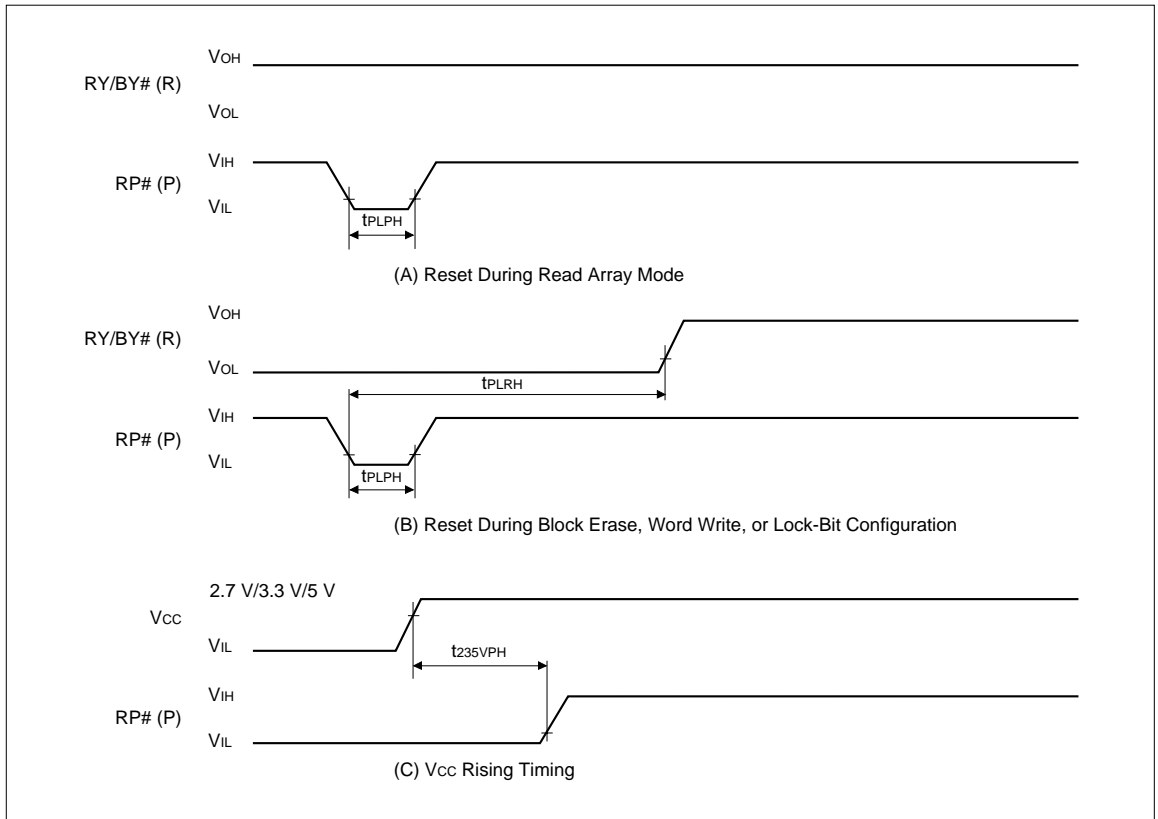 VOH
RY/BY# (R)
VOL
VIH
RP# (P)
VIL
tPLPH
(A) Reset During Read Array Mode
VOH
RY/BY# (R)
VOL
tPLRH
VIH
RP# (P)
VIL
tPLPH
(B) Reset During Block Erase, Word Write, or Lock-Bit Configuration
2.7 V/3.3 V/5 V
VCC
VIL
t235VPH
VIH
RP# (P)
VIL
(C) VCC Rising Timing